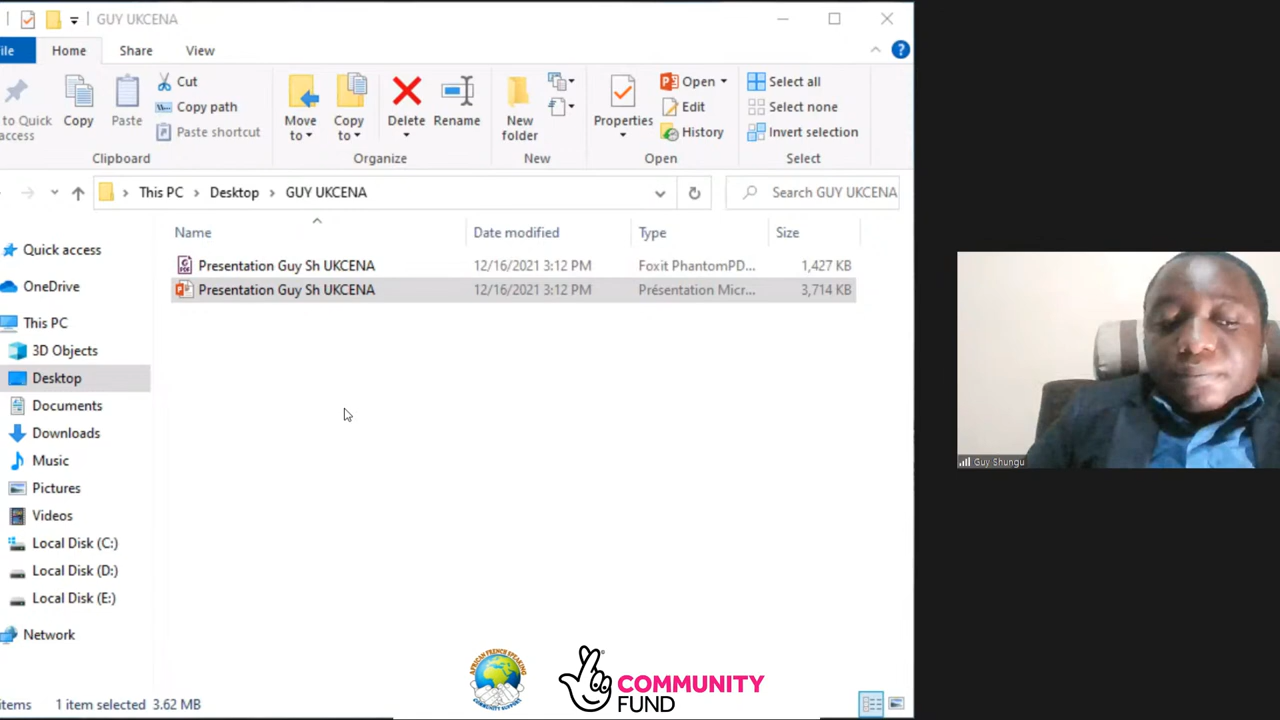 GUY UKCENA
File Home Share View
to Quick access
Copy
Paste
Cut
Copy path
Paste shortcut
Clipboard
Move to
Copy to
Delete
Rename
Organize
New folder
New
Properties
Open
Edit
History
Open
Select all
Select none
Invert selection
Select
This PC Desktop GUY UKCENA
Search GUY UKCENA
Name Date modified Type Size
Presentation Guy Sh UKCENA 12/16/2021 3:12 PM Foxit PhantomPD... 1,427 KB
Presentation Guy Sh UKCENA 12/16/2021 3:12 PM Présentation Micr... 3,714 KB
Quick access
OneDrive
This PC
3D Objects
Desktop
Documents
Downloads
Music
Pictures
Videos
Local Disk (C:)
Local Disk (D:)
Local Disk (E:)
Network
items 1 item selected 3.62 MB
AFRICAN FRENCH SPEAKING
COMMUNITY SUPPORT
COMMUNITY
FUND
Guy Shungu